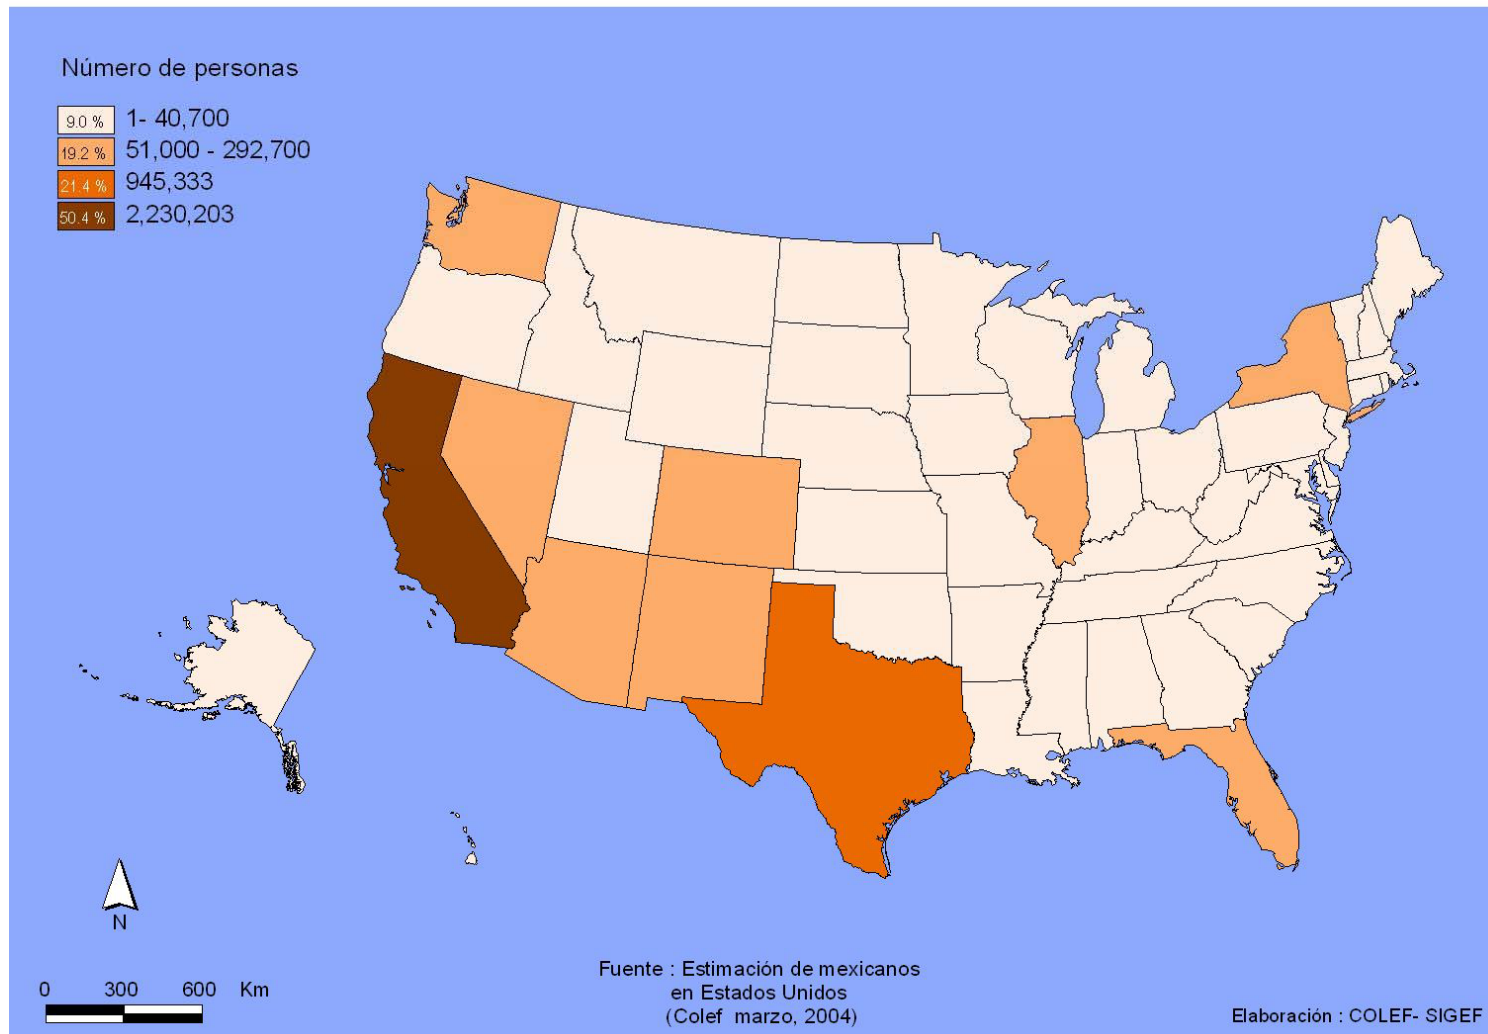 Número de personas
9.0 % 1- 40,700
19.2 % 51,000 - 292,700
21.4 % 945,333
50.4 % 2,230,203
N
0 300 600 Km
Fuente : Estimación de mexicanos
en Estados Unidos
(Colef marzo, 2004)
Elaboración : COLEF- SIGEF